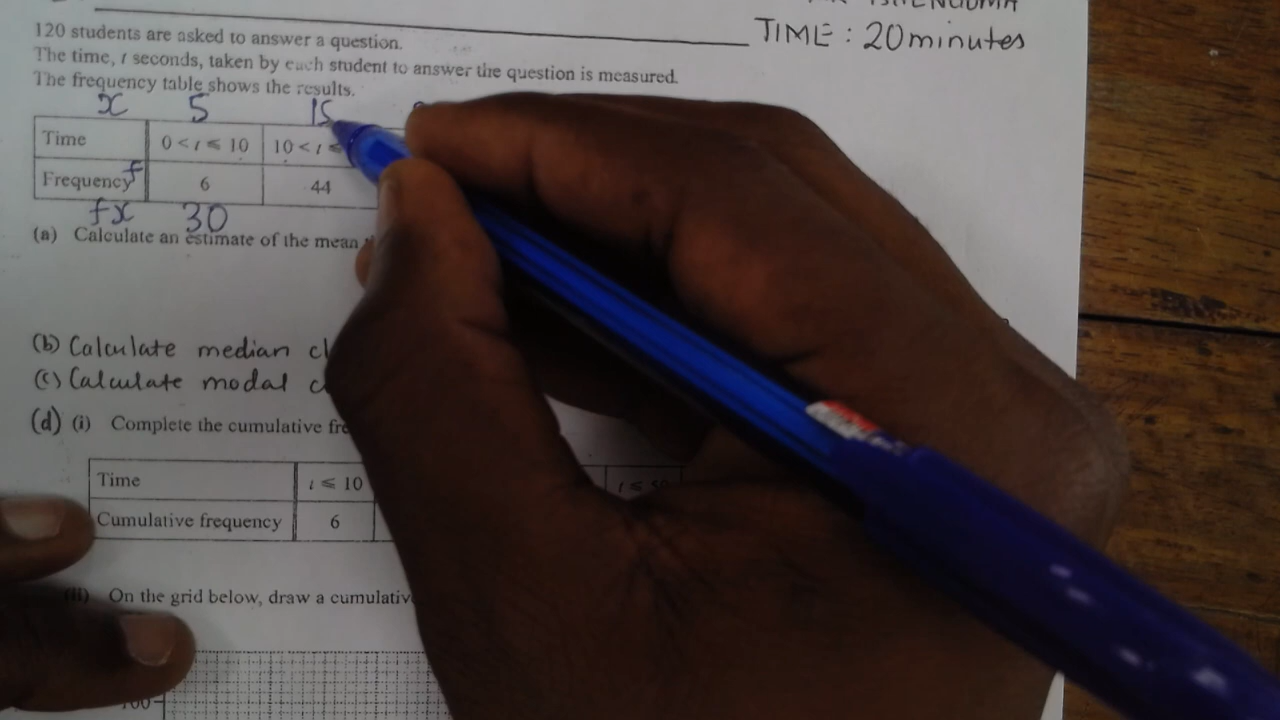 TIME : 20 minutes
120 students are asked to answer a question.
The time, t seconds, taken by each student to answer the question is measured.
The frequency table shows the results.
x 5 15
Time 0 < t ⩽ 10 10 < t ⩽
Frequency f 6 44
fx 30
(a) Calculate an estimate of the mean
(b) Calculate median
(c) Calculate modal
(d) (i) Complete the cumulative
Time t ⩽ 10
Cumulative frequency 6
(ii) On the grid below, draw a cumulative